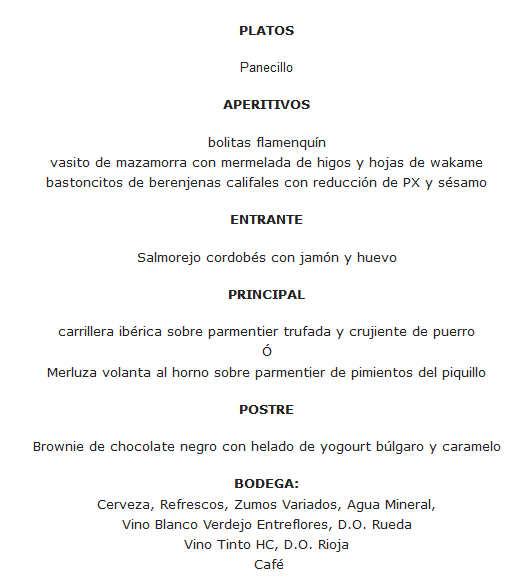 PLATOS
Panecillo
APERITIVOS
bolitas flamenquín
vasito de mazamorra con mermelada de higos y hojas de wakame
bastoncitos de berenjenas califales con reducción de PX y sésamo
ENTRANTE
Salmorejo cordobés con jamón y huevo
PRINCIPAL
carrillera ibérica sobre parmentier trufada y crujiente de puerro
Ó
Merluza volanta al horno sobre parmentier de pimientos del piquillo
POSTRE
Brownie de chocolate negro con helado de yogourt búlgaro y caramelo
BODEGA:
Cerveza, Refrescos, Zumos Variados, Agua Mineral,
Vino Blanco Verdejo Entreflores, D.O. Rueda
Vino Tinto HC, D.O. Rioja
Café